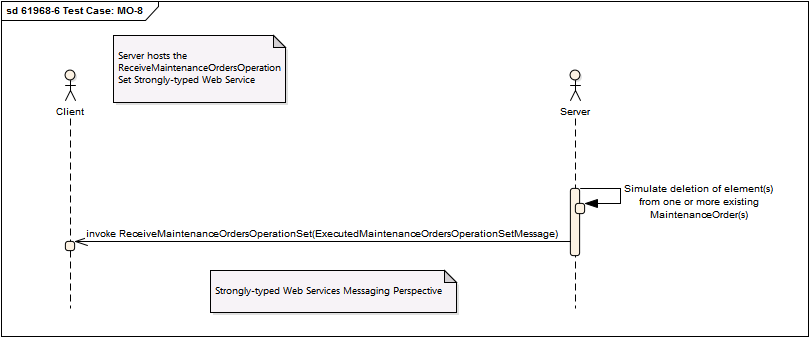 sd 61968-6 Test Case: MO-8
Server hosts the
ReceiveMaintenanceOrdersOperation
Set Strongly-typed Web Service
Client
Server
Simulate deletion of element(s)
from one or more existing
MaintenanceOrder(s)
invoke ReceiveMaintenanceOrdersOperationSet(ExecutedMaintenanceOrdersOperationSetMessage)
Strongly-typed Web Services Messaging Perspective